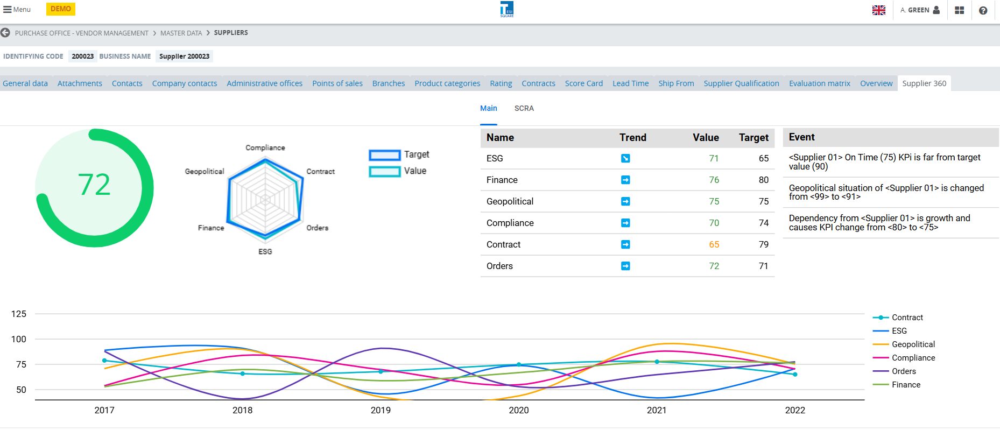 Menu
DEMO
T ESI
SQUARE
A. GREEN
PURCHASE OFFICE - VENDOR MANAGEMENT > MASTER DATA > SUPPLIERS
IDENTIFYING CODE 200023 BUSINESS NAME Supplier 200023
General data Attachments Contacts Company contacts Administrative offices Points of sales Branches Product categories Rating Contracts Score Card Lead Time Ship From Supplier Qualification Evaluation matrix Overview Supplier 360
Main SCRA
72
Compliance
Contract
Orders
ESG
Finance
Geopolitical
Target
Value
Name Trend Value Target
ESG 71 65
Finance 76 80
Geopolitical 75 75
Compliance 70 74
Contract 65 79
Orders 72 71
Event
<Supplier 01> On Time (75) KPi is far from target
value (90)
Geopolitical situation of <Supplier 01> is changed
from <99> to <91>
Dependency from <Supplier 01> is growth and
causes KPI change from <80> to <75>
125
100
75
50
2017 2018 2019 2020 2021 2022
Contract
ESG
Geopolitical
Compliance
Orders
Finance